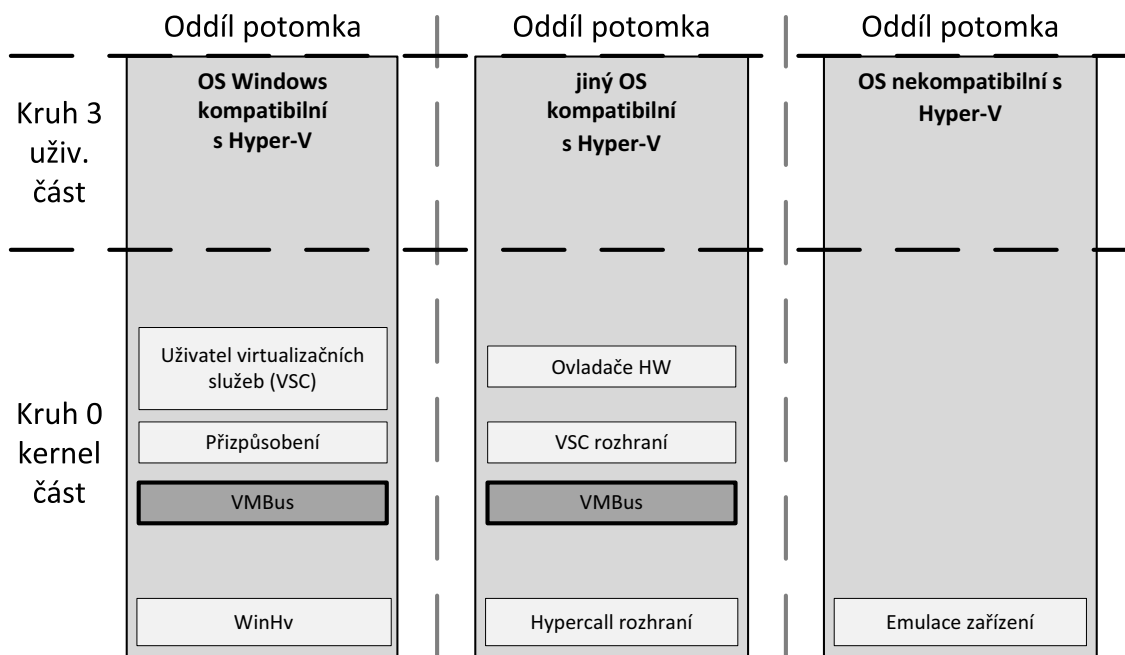 Oddíl potomka
Oddíl potomka
Oddíl potomka
Kruh 3
uživ.
část
OS Windows
kompatibilní
s Hyper-V
jiný OS
kompatibilní
s Hyper-V
OS nekompatibilní s
Hyper-V
Kruh 0
kernel
část
Uživatel virtualizačních
služeb (VSC)
Přizpůsobení
VMBus
WinHv
Ovladače HW
VSC rozhraní
VMBus
Hypercall rozhraní
Emulace zařízení